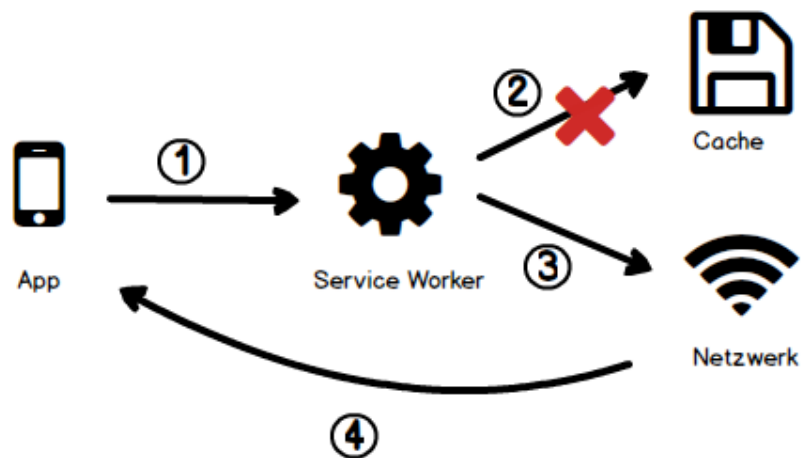 ②
Cache
①
App
Service Worker
③
Netzwerk
④